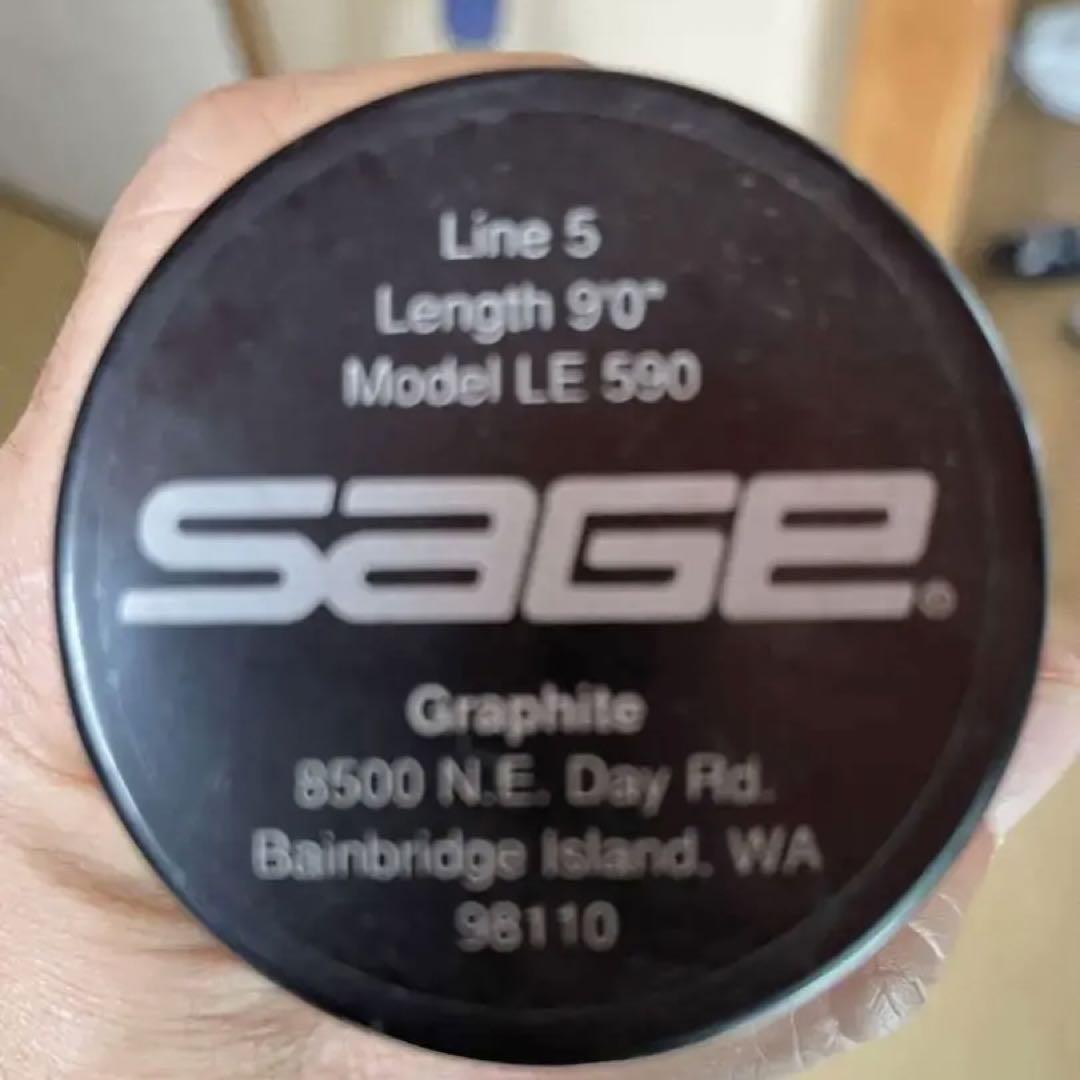 Line 5
Length 9'0"
Model LE 590
SAGE®
Graphite
8500 N.E. Day Rd.
Bainbridge Island, WA
98110